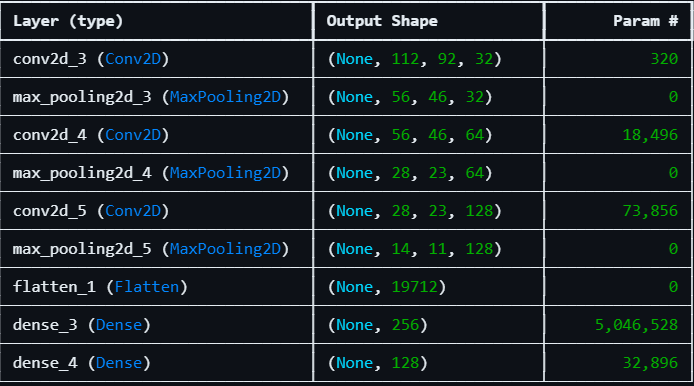 Layer (type) Output Shape Param #
conv2d_3 (Conv2D) (None, 112, 92, 32) 320
max_pooling2d_3 (MaxPooling2D) (None, 56, 46, 32) 0
conv2d_4 (Conv2D) (None, 56, 46, 64) 18,496
max_pooling2d_4 (MaxPooling2D) (None, 28, 23, 64) 0
conv2d_5 (Conv2D) (None, 28, 23, 128) 73,856
max_pooling2d_5 (MaxPooling2D) (None, 14, 11, 128) 0
flatten_1 (Flatten) (None, 19712) 0
dense_3 (Dense) (None, 256) 5,046,528
dense_4 (Dense) (None, 128) 32,896